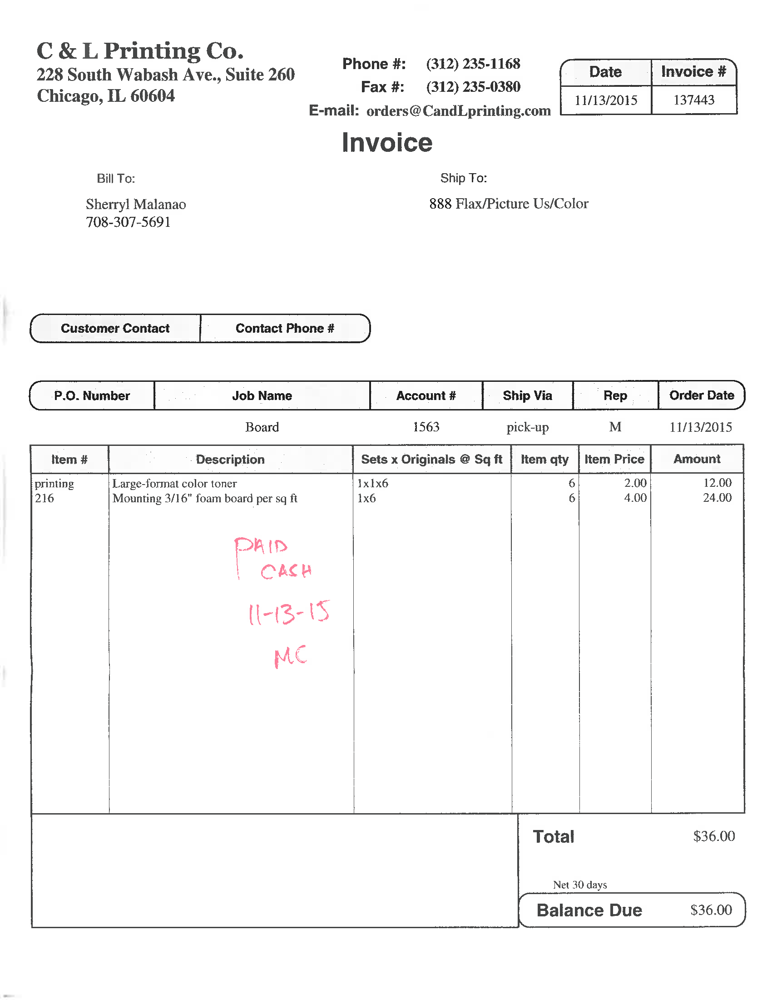 C & L Printing Co.
228 South Wabash Ave., Suite 260
Chicago, IL 60604
Phone #: (312) 235-1168
Fax #: (312) 235-0380
E-mail: orders@CandLprinting.com
Date Invoice #
11/13/2015 137443
Invoice
Bill To:
Sherryl Malanao
708-307-5691
Ship To:
888 Flax/Picture Us/Color
Customer Contact Contact Phone #
P.O. Number Job Name Account # Ship Via Rep Order Date
Board 1563 pick-up M 11/13/2015
Item # Description Sets x Originals @ Sq ft Item qty Item Price Amount
printing Large-format color toner 1x1x6 6 2.00 12.00
216 Mounting 3/16" foam board per sq ft 1x6 6 4.00 24.00
PAID
CASH
11-13-15
MC
Total $36.00
Net 30 days
Balance Due $36.00